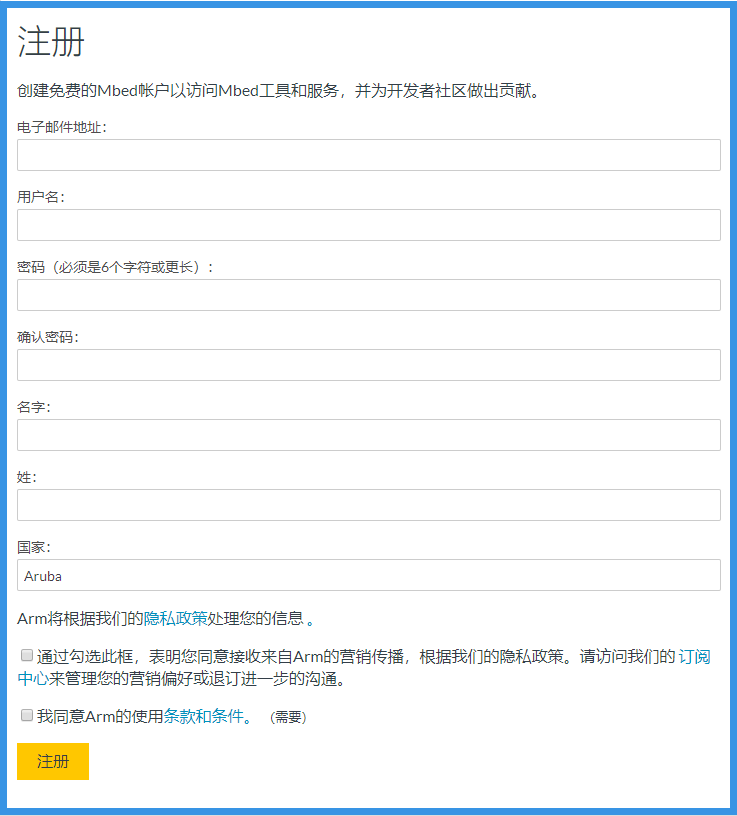 注册
创建免费的Mbed帐户以访问Mbed工具和服务，并为开发者社区做出贡献。
电子邮件地址：
用户名：
密码（必须是6个字符或更长）：
确认密码：
名字：
姓：
国家：
Aruba
Arm将根据我们的隐私政策处理您的信息 。
通过勾选此框，表明您同意接收来自Arm的营销传播，根据我们的隐私政策。请访问我们的 订阅
中心来管理您的营销偏好或退订进一步的沟通。
我同意Arm的使用条款和条件。 （需要）
注册